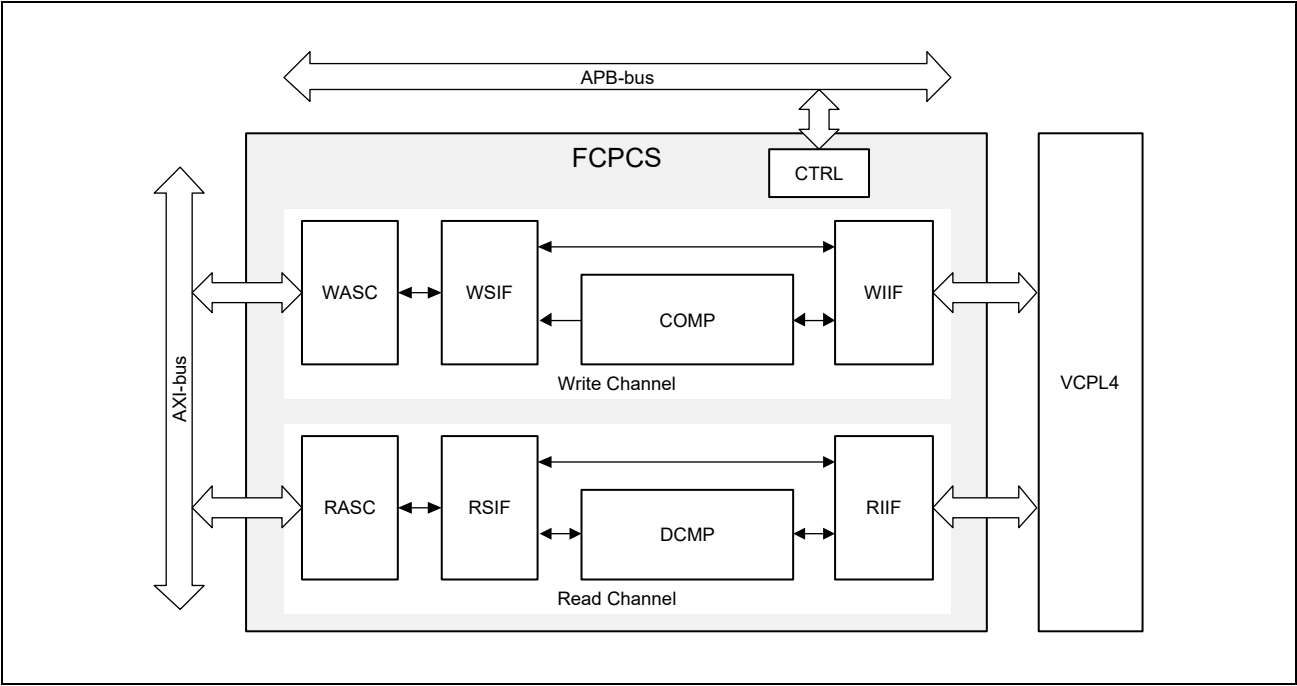 APB-bus
FCPCS
CTRL
AXI-bus
WASC
WSIF
COMP
WIIF
Write Channel
VCPL4
RASC
RSIF
DCMP
RIIF
Read Channel